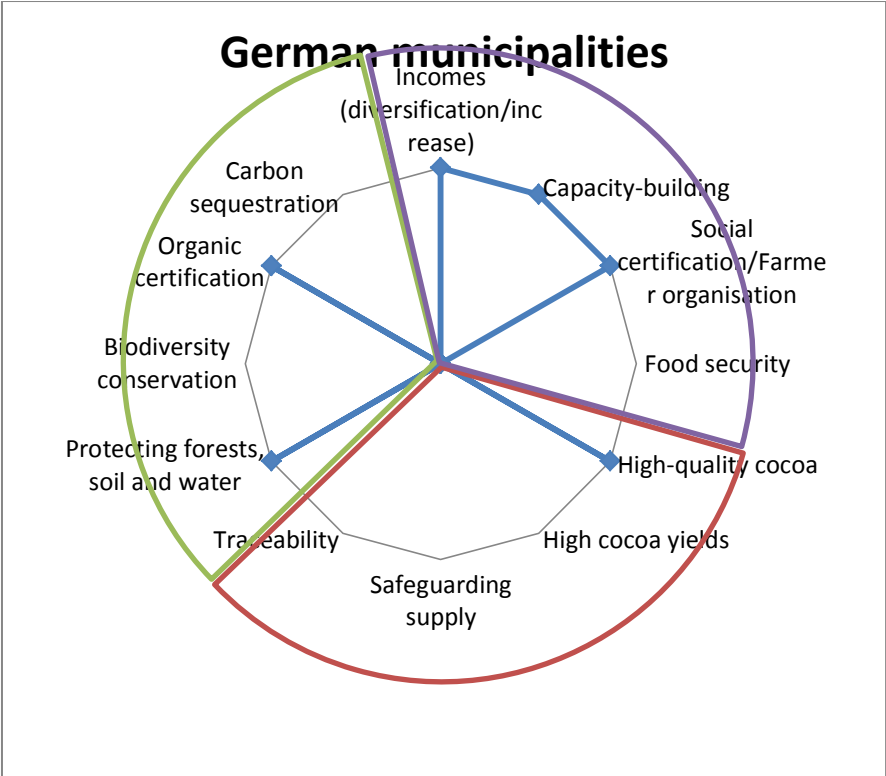 German municipalities
Incomes
(diversification/inc
rease)
Capacity-building
Social
certification/Farme
r organisation
Food security
High-quality cocoa
High cocoa yields
Safeguarding
supply
Traceability
Protecting forests,
soil and water
Biodiversity
conservation
Organic
certification
Carbon
sequestration